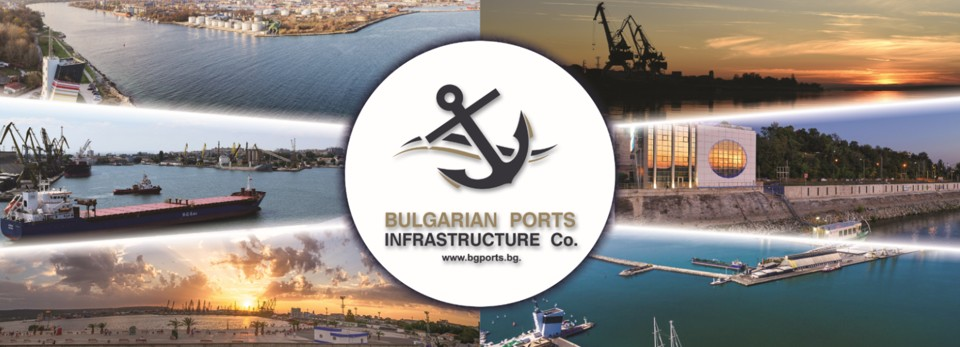 BULGARIAN PORTS
INFRASTRUCTURE Co.
www.bgports.bg.